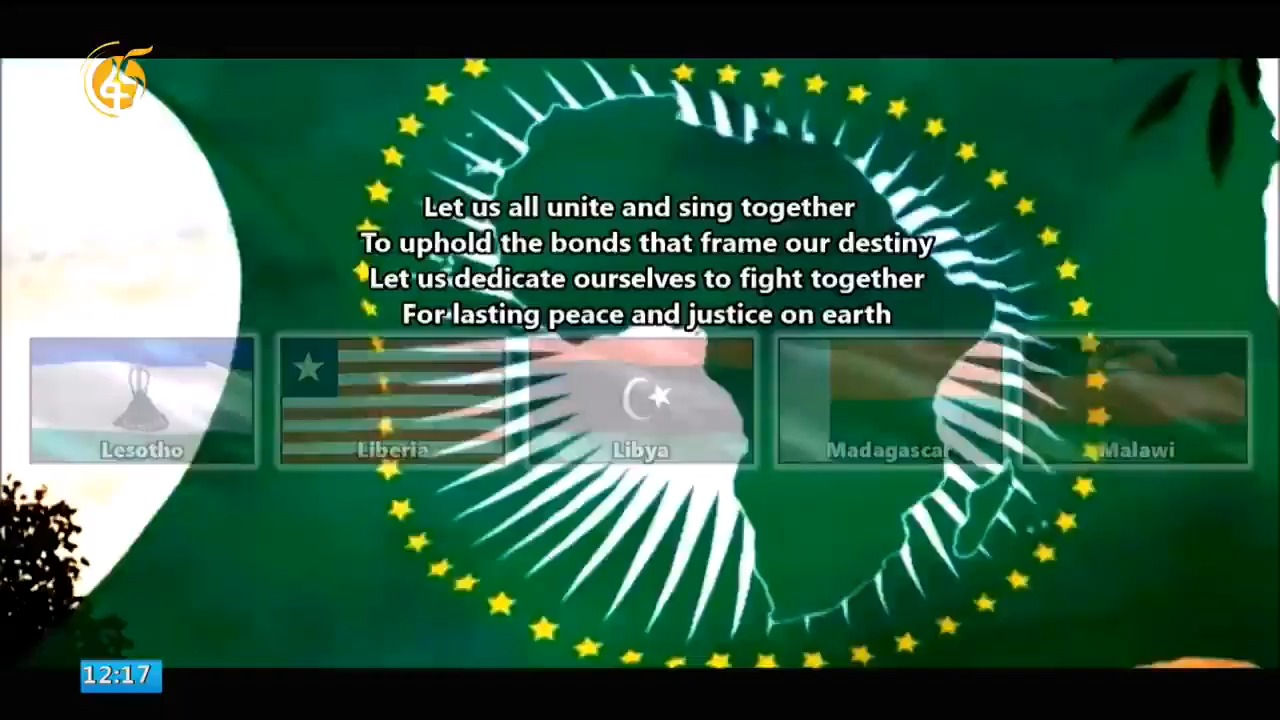 Let us all unite and sing together
To uphold the bonds that frame our destiny
Let us dedicate ourselves to fight together
For lasting peace and justice on earth
Lesotho
Liberia
Libya
Madagascar
Malawi
12:17